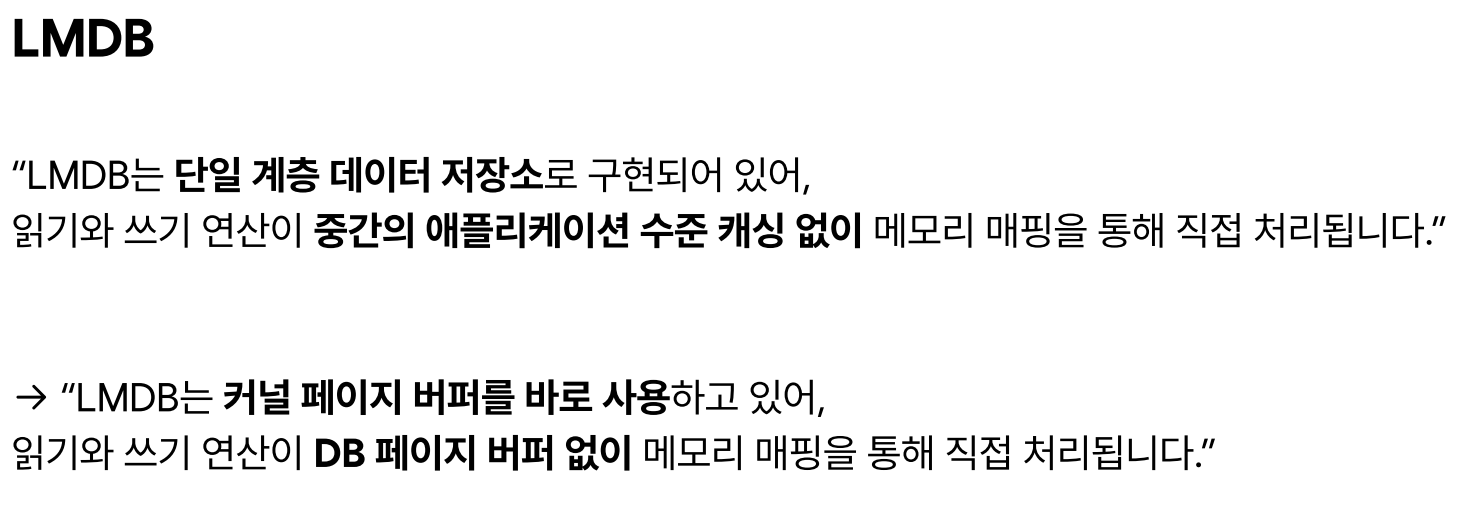 LMDB
“LMDB는 단일 계층 데이터 저장소로 구현되어 있어,
읽기와 쓰기 연산이 중간의 애플리케이션 수준 캐싱 없이 메모리 매핑을 통해 직접 처리됩니다.”
→ “LMDB는 커널 페이지 버퍼를 바로 사용하고 있어,
읽기와 쓰기 연산이 DB 페이지 버퍼 없이 메모리 매핑을 통해 직접 처리됩니다.”